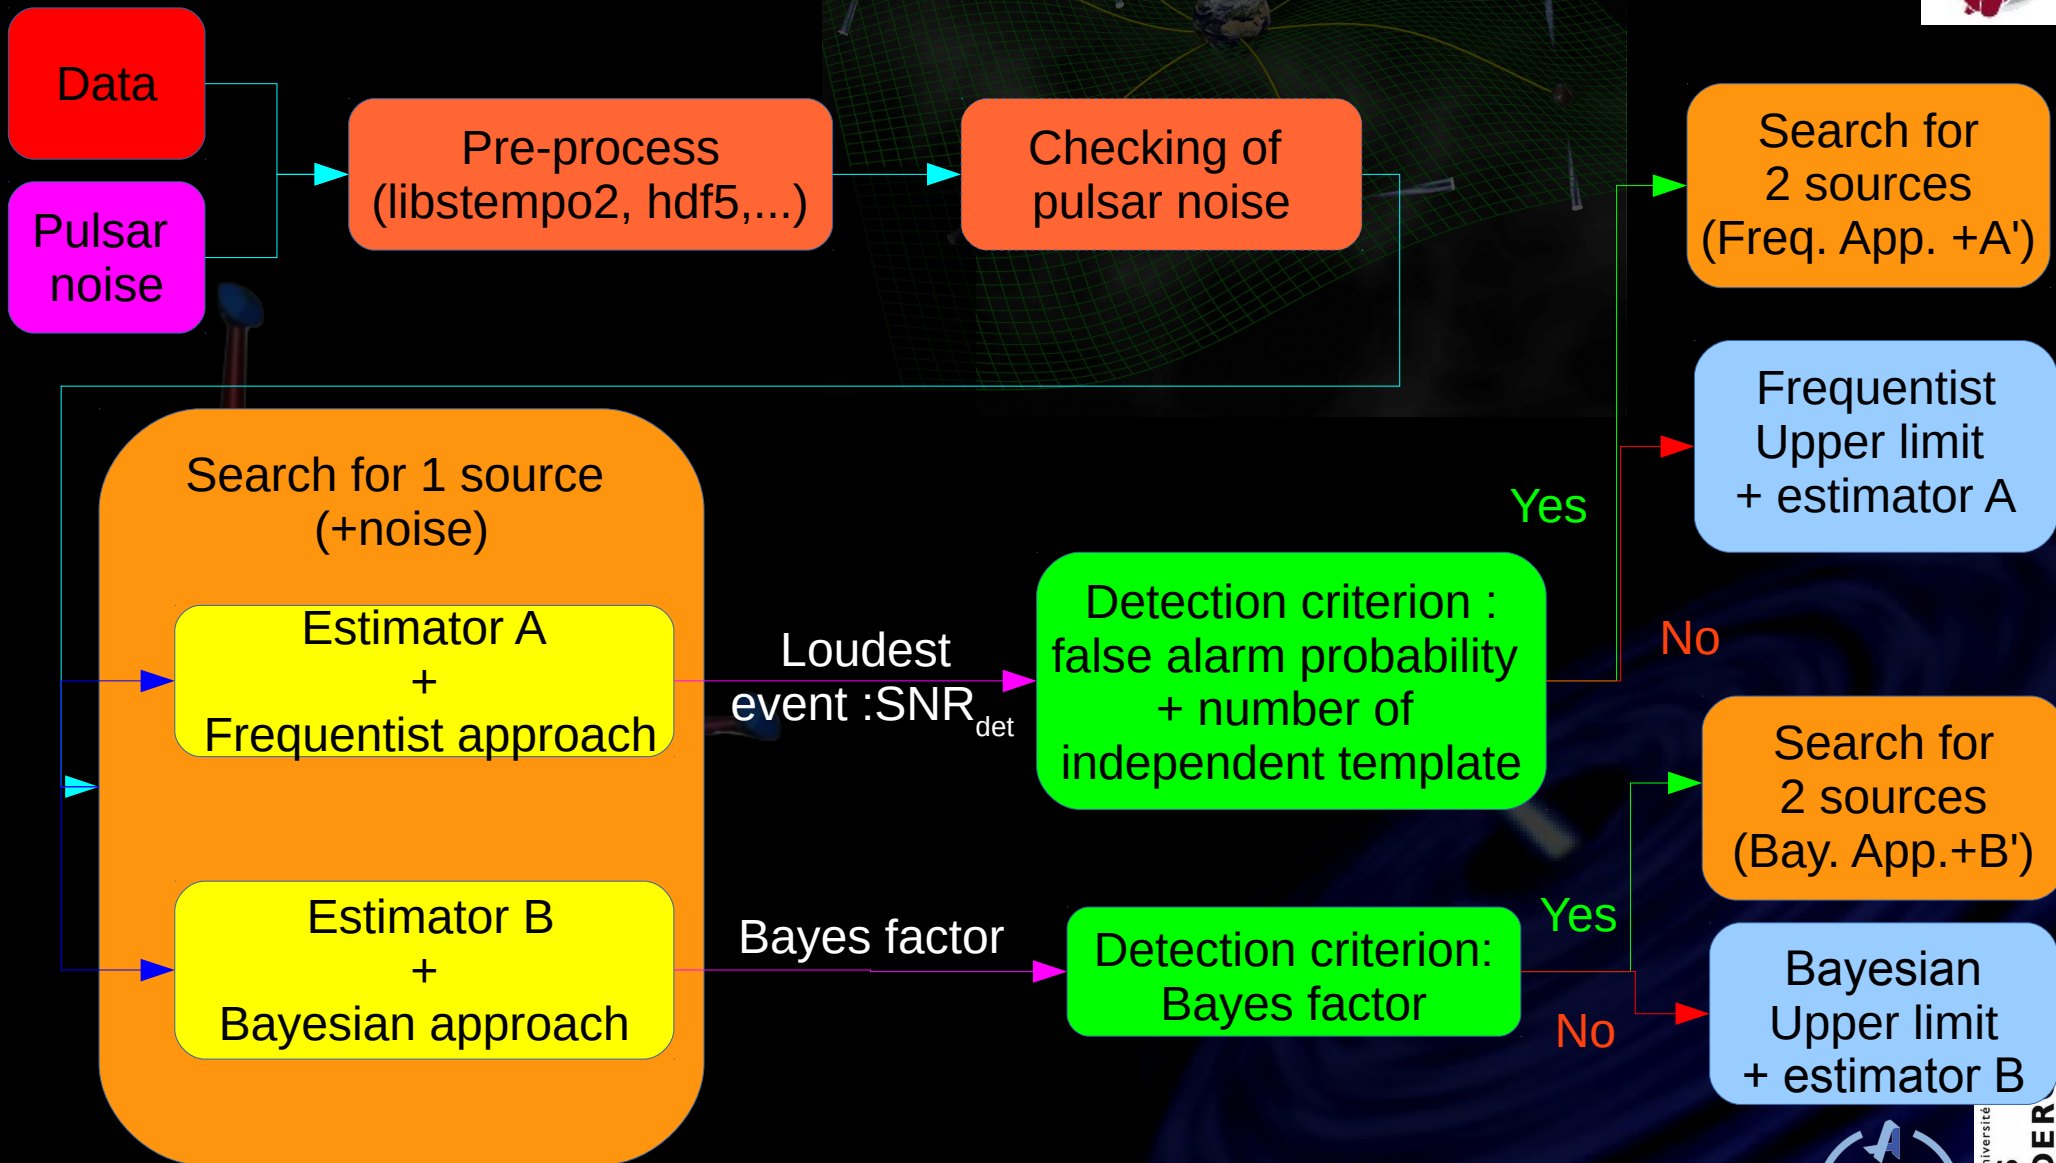 Data
Pulsar
noise
Pre-process
(libstempo2, hdf5,...)
Checking of
pulsar noise
Search for
2 sources
(Freq. App. +A')
Frequentist
Upper limit
+ estimator A
Search for 1 source
(+noise)
Estimator A
+
Frequentist approach
Loudest
event :SNRdet
Detection criterion :
false alarm probability
+ number of
independent template
Yes
No
Search for
2 sources
(Bay. App.+B')
Estimator B
+
Bayesian approach
Bayes factor
Detection criterion:
Bayes factor
Yes
No
Bayesian
Upper limit
+ estimator B